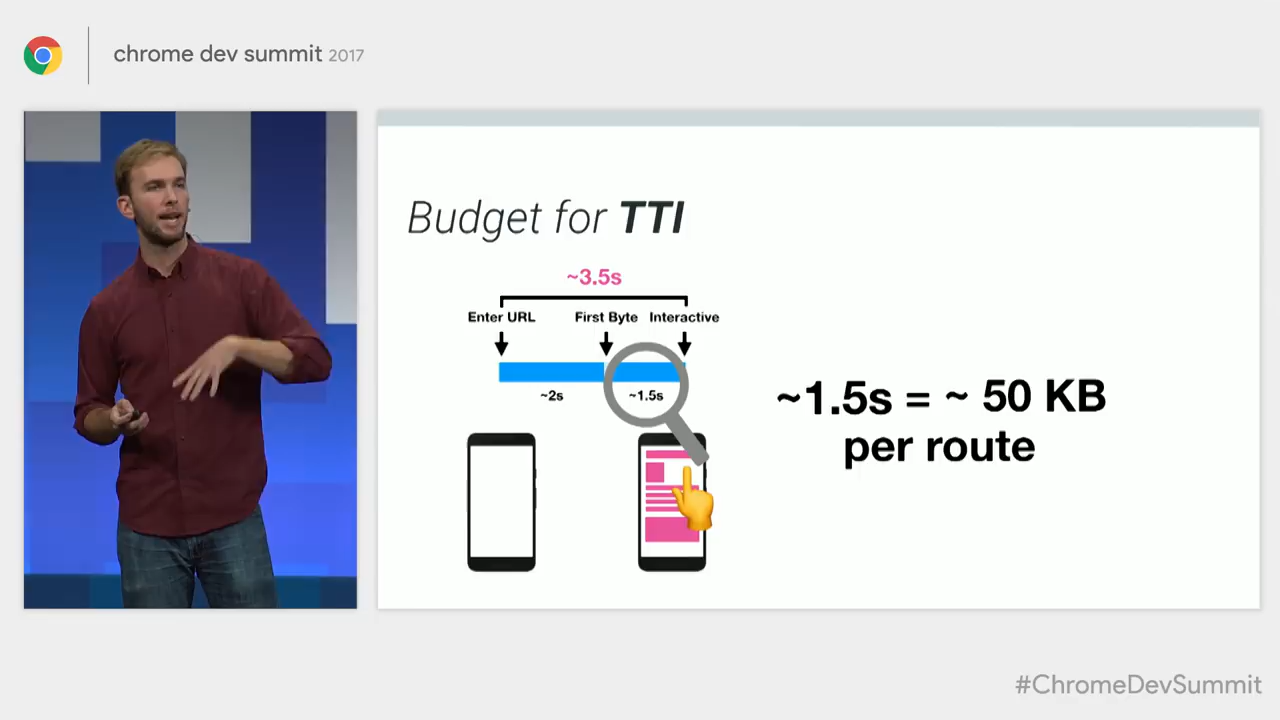 chrome dev summit 2017
Budget for TTI
~3.5s
Enter URL First Byte Interactive
~2s ~1.5s
~1.5s = ~ 50 KB
per route
#ChromeDevSummit